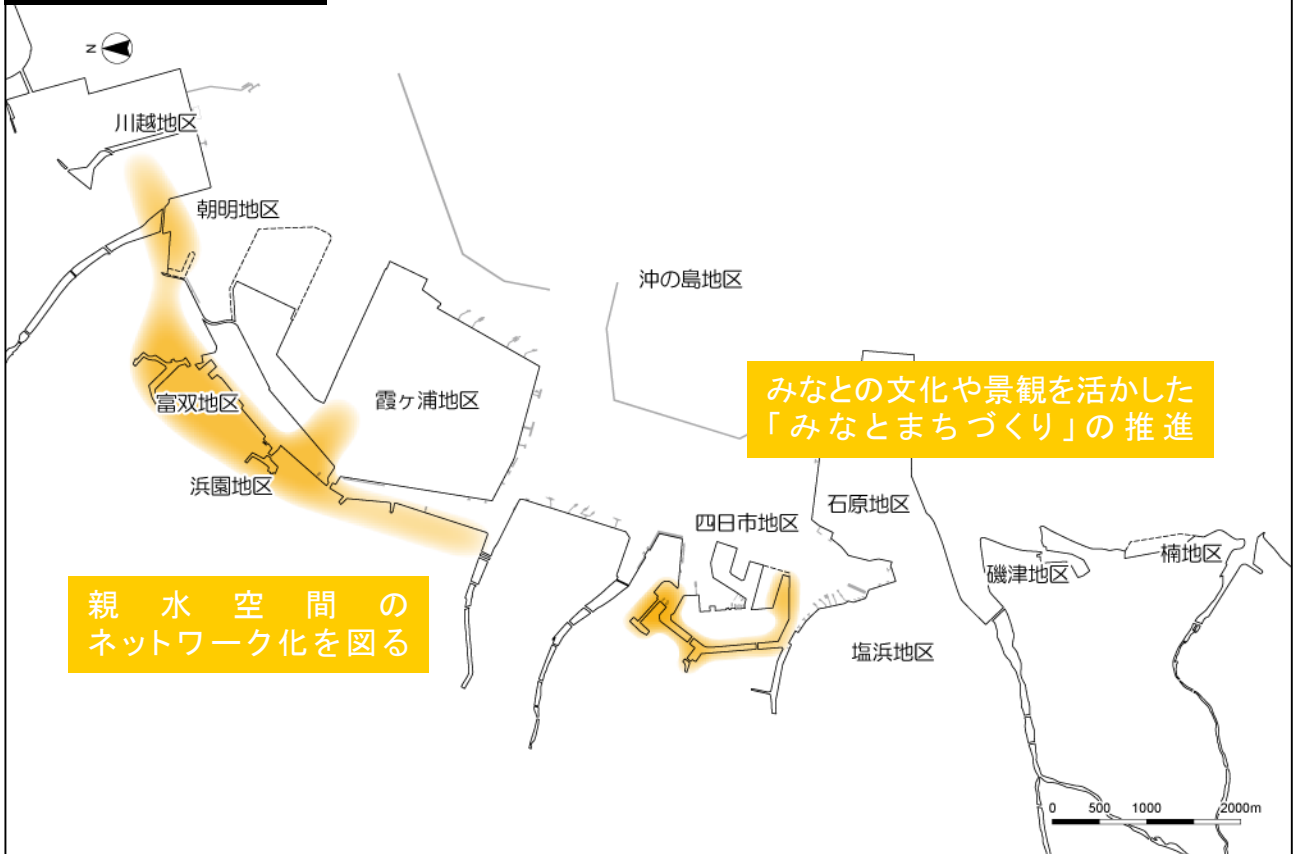 N
川越地区
朝明地区
沖の島地区
富双地区
霞ヶ浦地区
みなとの文化や景観を活かした
「みなとまちづくり」の推進
浜園地区
石原地区
四日市地区
楠地区
磯津地区
親水空間の
ネットワーク化を図る
塩浜地区
0 500 1000 2000m